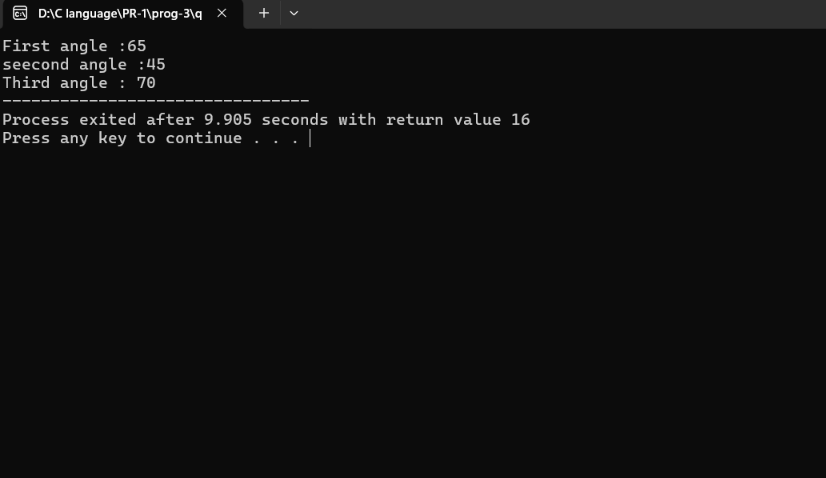 D:\C language\PR-1\prog-3\q
First angle :65
seecond angle :45
Third angle : 70
--------------------------------
Process exited after 9.905 seconds with return value 16
Press any key to continue . . .